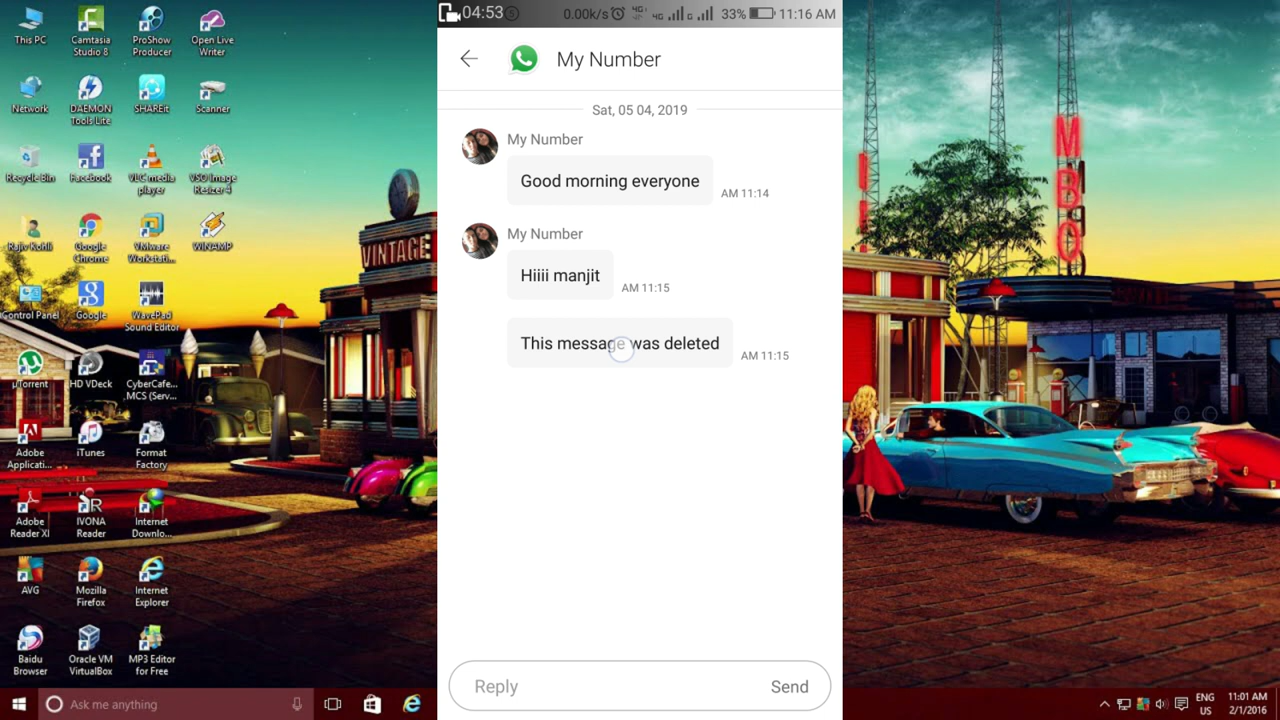 This PC
Camtasia
Studio 8
ProShow
Producer
Open Live
Writer
Network
DAEMON
Tools Lite
SHAREit
Scanner
Recycle Bin
Facebook
VLC media
player
VSO Image
Resizer 4
Rajiv Kohli
Google
Chrome
VMware
Workstati...
WINAMP
Control Panel
Google
WavePad
Sound Editor
µTorrent
HD VDeck
CyberCafe...
MCS (Serv...
Adobe
Applicati...
iTunes
Format
Factory
Adobe
Reader XI
IVONA
Reader
Internet
Downlo...
AVG
Mozilla
Firefox
Internet
Explorer
Baidu
Browser
Oracle VM
VirtualBox
MP3 Editor
for Free
VINTAGE
Ask me anything
04:53
0.00k/s 4G 4G G 33% 11:16 AM
My Number
Sat, 05 04, 2019
My Number
Good morning everyone
AM 11:14
My Number
Hiiii manjit
AM 11:15
This message was deleted
AM 11:15
Reply
Send
ENG
US
11:01 AM
2/1/2016